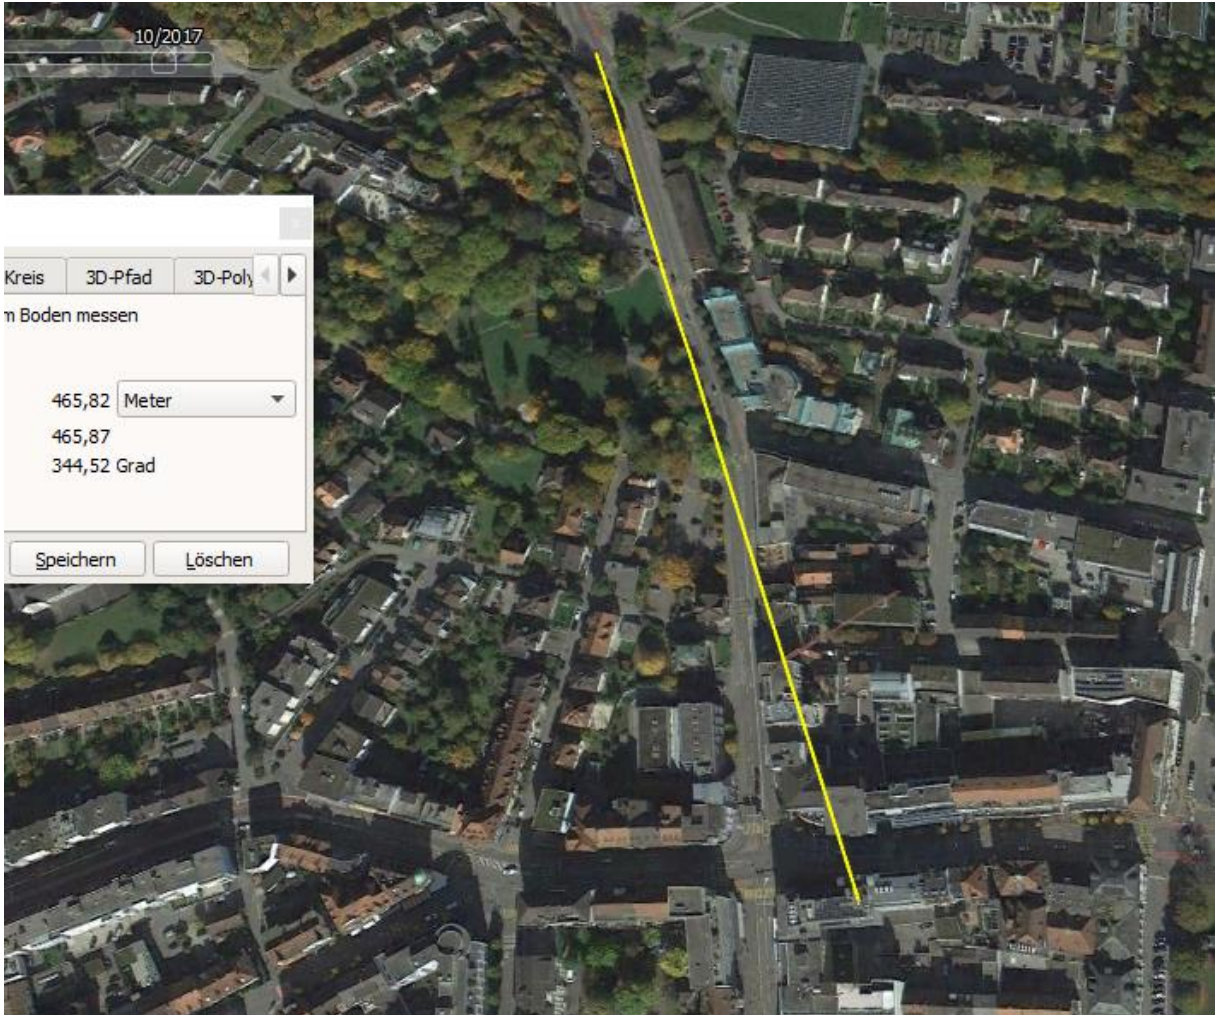 10/2017
Kreis 3D-Pfad 3D-Poly
m Boden messen
465,82 Meter
465,87
344,52 Grad
Speichern Löschen